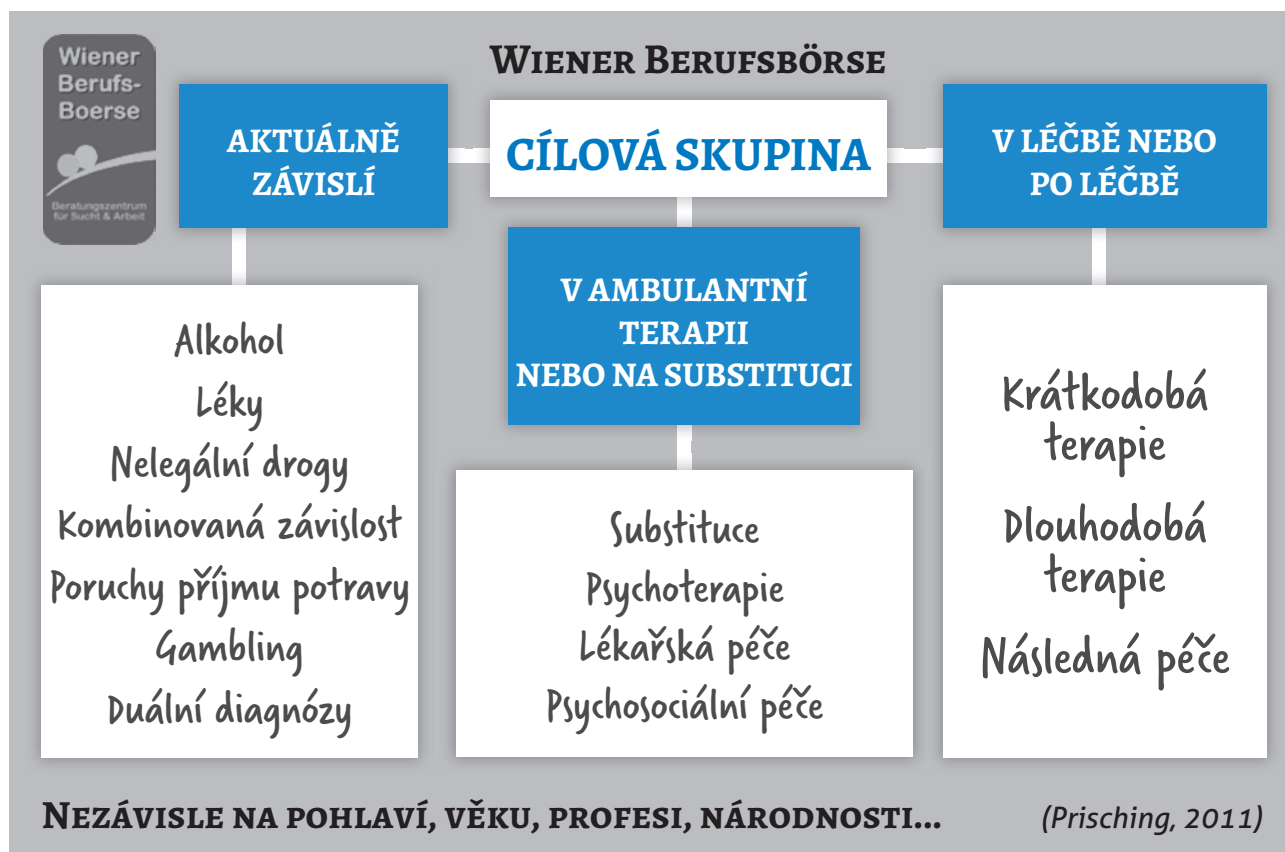 Wiener
Berufs-
Boerse
Beratungszentrum
für Sucht & Arbeit
Wiener Berufsbörse
CÍLOVÁ SKUPINA
AKTUÁLNĚ
ZÁVISLÍ
Alkohol
Léky
Nelegální drogy
Kombinovaná závislost
Poruchy příjmu potravy
Gambling
Duální diagnózy
V AMBULANTNÍ
TERAPII
NEBO NA SUBSTITUCI
Substituce
Psychoterapie
Lékařská péče
Psychosociální péče
V LÉČBĚ NEBO
PO LÉČBĚ
Krátkodobá
terapie
Dlouhodobá
terapie
Následná péče
Nezávisle na pohlaví, věku, profesi, národnosti...
(Prisching, 2011)